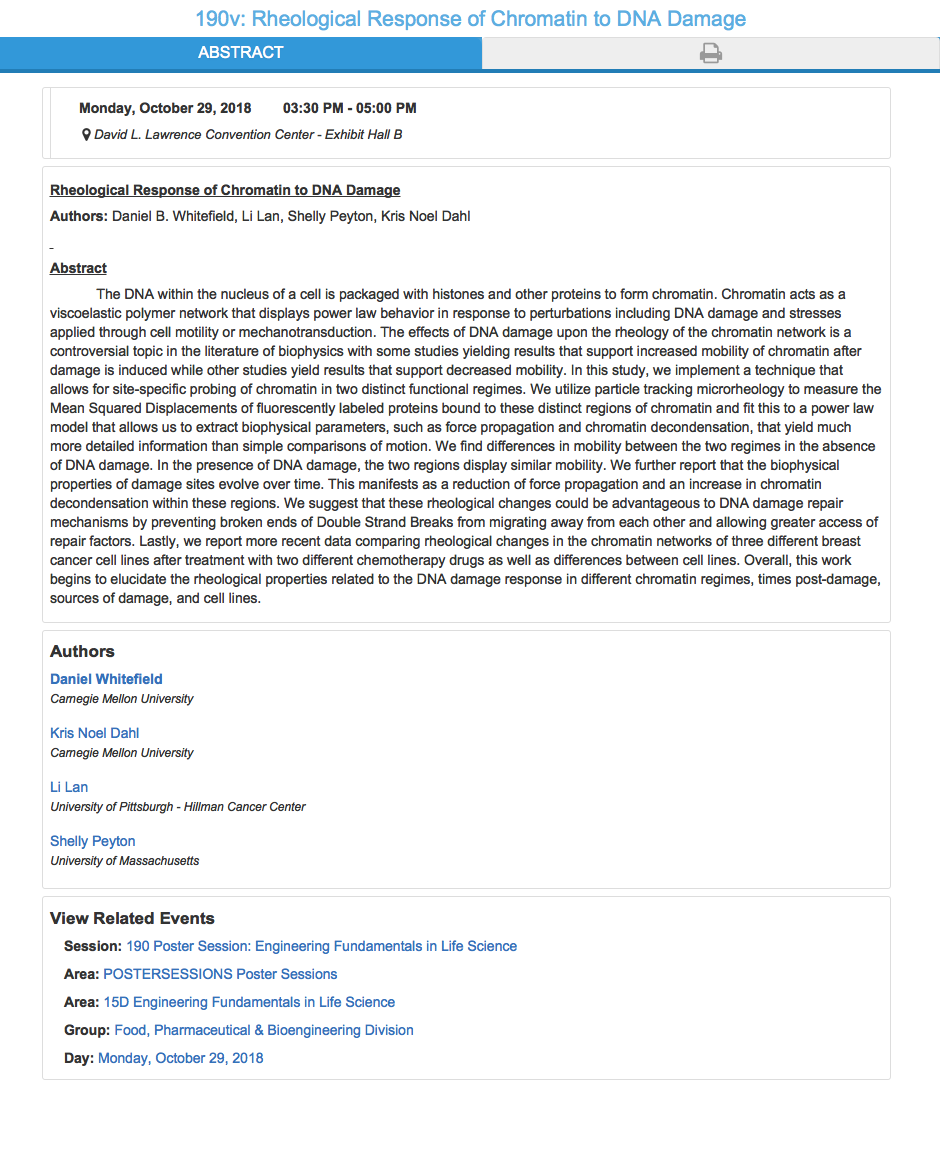 190v: Rheological Response of Chromatin to DNA Damage
ABSTRACT
Monday, October 29, 2018 03:30 PM - 05:00 PM
David L. Lawrence Convention Center - Exhibit Hall B
Rheological Response of Chromatin to DNA Damage
Authors: Daniel B. Whitefield, Li Lan, Shelly Peyton, Kris Noel Dahl
Abstract
The DNA within the nucleus of a cell is packaged with histones and other proteins to form chromatin. Chromatin acts as a
viscoelastic polymer network that displays power law behavior in response to perturbations including DNA damage and stresses
applied through cell motility or mechanotransduction. The effects of DNA damage upon the rheology of the chromatin network is a
controversial topic in the literature of biophysics with some studies yielding results that support increased mobility of chromatin after
damage is induced while other studies yield results that support decreased mobility. In this study, we implement a technique that
allows for site-specific probing of chromatin in two distinct functional regimes. We utilize particle tracking microrheology to measure the
Mean Squared Displacements of fluorescently labeled proteins bound to these distinct regions of chromatin and fit this to a power law
model that allows us to extract biophysical parameters, such as force propagation and chromatin decondensation, that yield much
more detailed information than simple comparisons of motion. We find differences in mobility between the two regimes in the absence
of DNA damage. In the presence of DNA damage, the two regions display similar mobility. We further report that the biophysical
properties of damage sites evolve over time. This manifests as a reduction of force propagation and an increase in chromatin
decondensation within these regions. We suggest that these rheological changes could be advantageous to DNA damage repair
mechanisms by preventing broken ends of Double Strand Breaks from migrating away from each other and allowing greater access of
repair factors. Lastly, we report more recent data comparing rheological changes in the chromatin networks of three different breast
cancer cell lines after treatment with two different chemotherapy drugs as well as differences between cell lines. Overall, this work
begins to elucidate the rheological properties related to the DNA damage response in different chromatin regimes, times post-damage,
sources of damage, and cell lines.
Authors
Daniel Whitefield
Carnegie Mellon University
Kris Noel Dahl
Carnegie Mellon University
Li Lan
University of Pittsburgh - Hillman Cancer Center
Shelly Peyton
University of Massachusetts
View Related Events
Session: 190 Poster Session: Engineering Fundamentals in Life Science
Area: POSTERSESSIONS Poster Sessions
Area: 15D Engineering Fundamentals in Life Science
Group: Food, Pharmaceutical & Bioengineering Division
Day: Monday, October 29, 2018